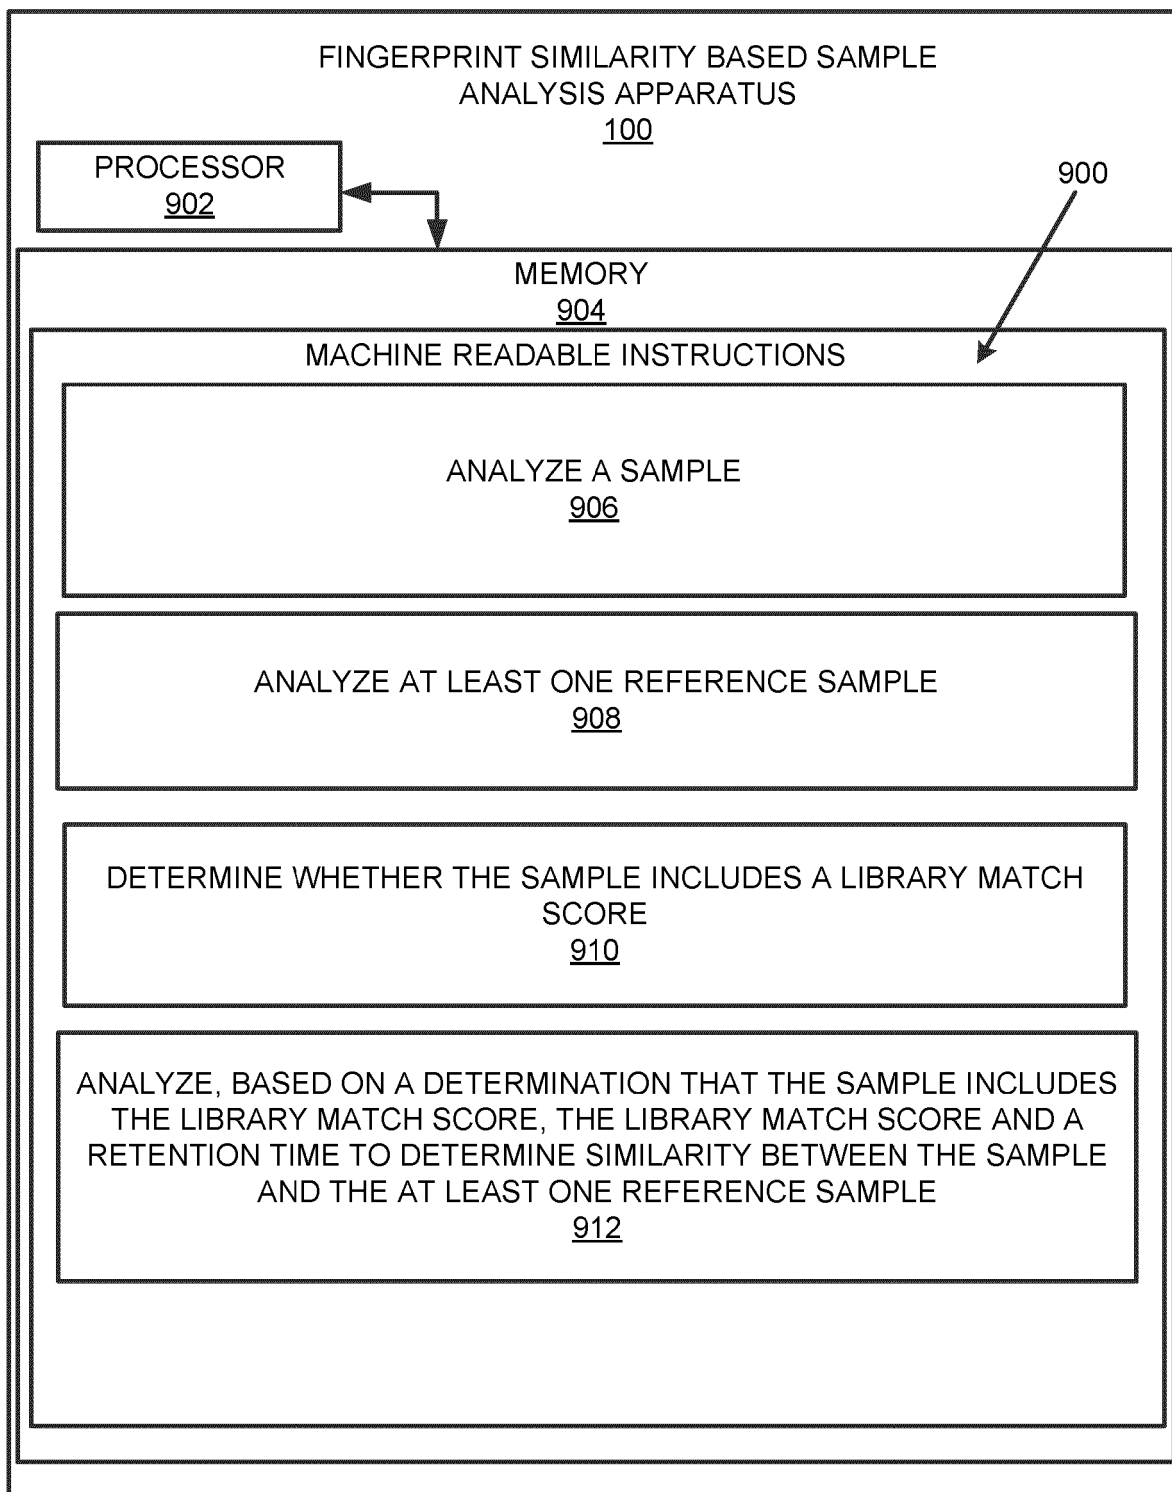 FINGERPRINT SIMILARITY BASED SAMPLE
ANALYSIS APPARATUS
100
PROCESSOR
902
900
MEMORY
904
MACHINE READABLE INSTRUCTIONS
ANALYZE A SAMPLE
906
ANALYZE AT LEAST ONE REFERENCE SAMPLE
908
DETERMINE WHETHER THE SAMPLE INCLUDES A LIBRARY MATCH
SCORE
910
ANALYZE, BASED ON A DETERMINATION THAT THE SAMPLE INCLUDES
THE LIBRARY MATCH SCORE, THE LIBRARY MATCH SCORE AND A
RETENTION TIME TO DETERMINE SIMILARITY BETWEEN THE SAMPLE
AND THE AT LEAST ONE REFERENCE SAMPLE
912